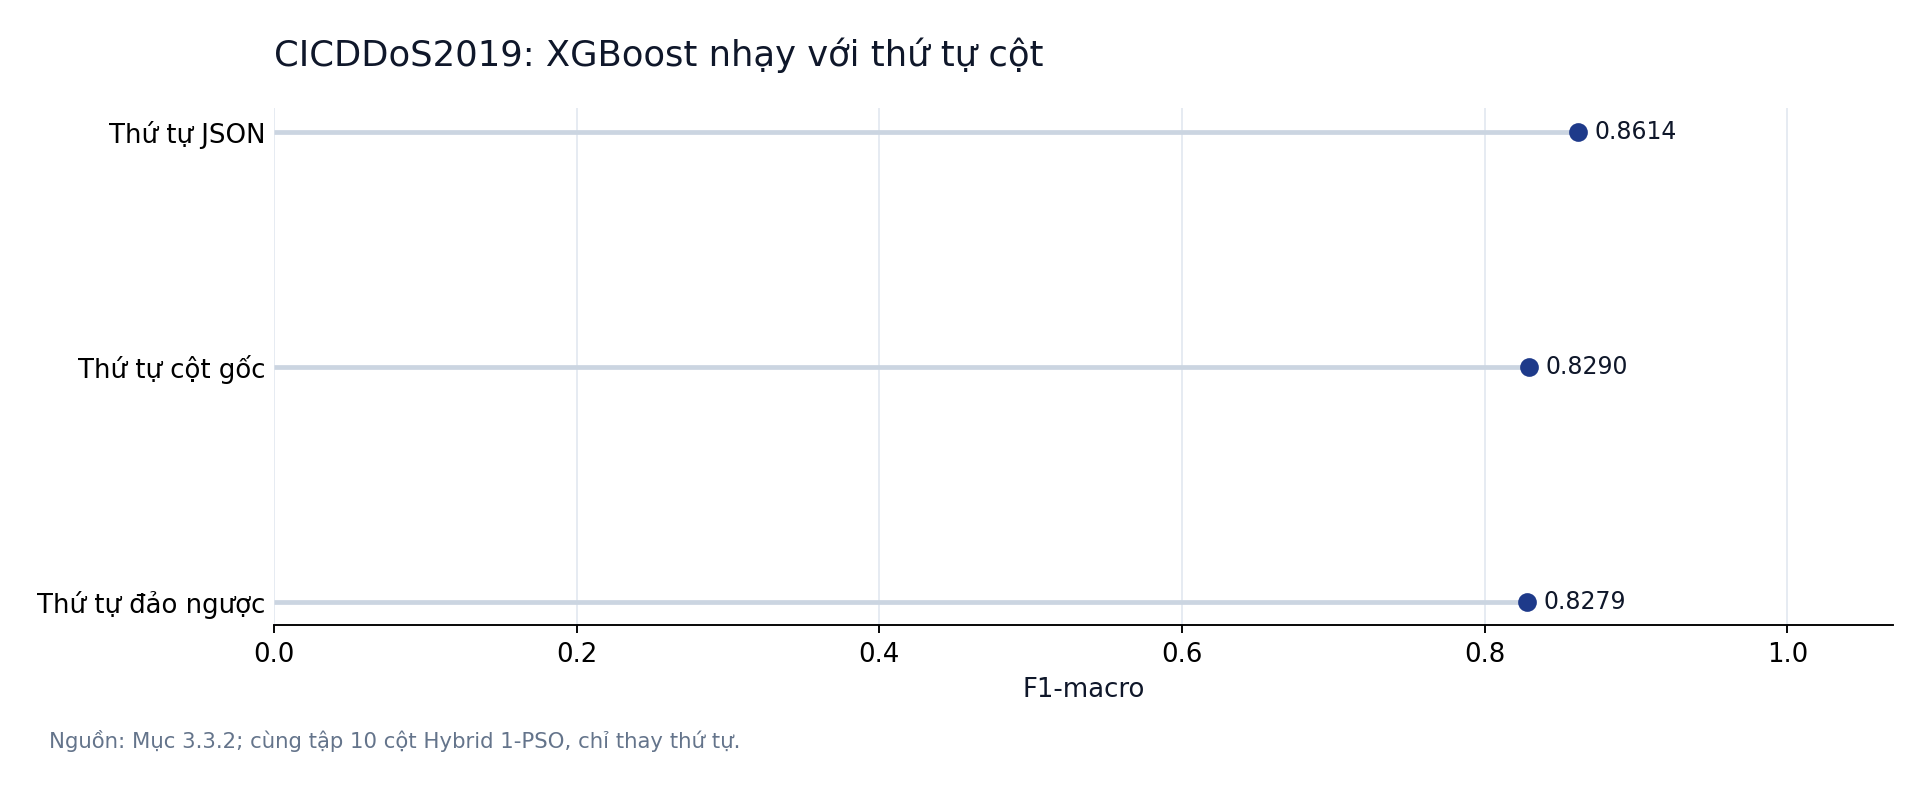 CICDDoS2019: XGBoost nhạy với thứ tự cột
Thứ tự JSON
0.8614
Thứ tự cột gốc
0.8290
Thứ tự đảo ngược
0.8279
0.0 0.2 0.4 0.6 0.8 1.0
F1-macro
Nguồn: Mục 3.3.2; cùng tập 10 cột Hybrid 1-PSO, chỉ thay thứ tự.